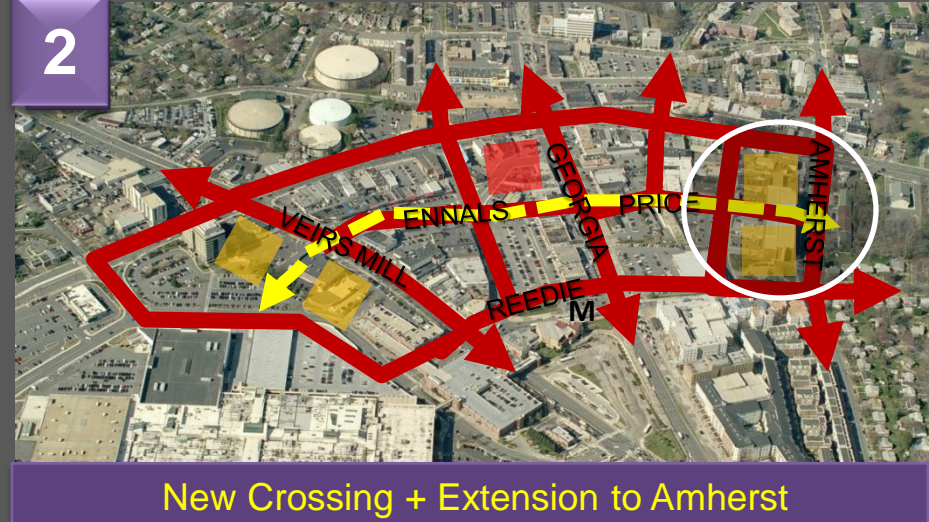 2
AMHERST
GEORGIA
PRICE
ENNALS
VEIRS MILL
REEDIE
M
New Crossing + Extension to Amherst